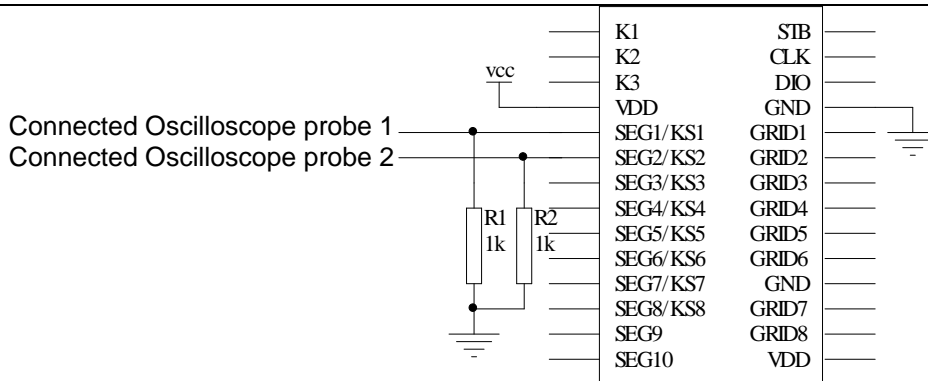 K1 STB
K2 CLK
vcc
K3 DIO
VDD GND
Connected Oscilloscope probe 1
SEG1/KS1 GRID1
Connected Oscilloscope probe 2
SEG2/KS2 GRID2
SEG3/KS3 GRID3
SEG4/KS4 GRID4
R1 R2
SEG5/KS5 GRID5
1k 1k
SEG6/KS6 GRID6
SEG7/KS7 GND
SEG8/KS8 GRID7
SEG9 GRID8
SEG10 VDD